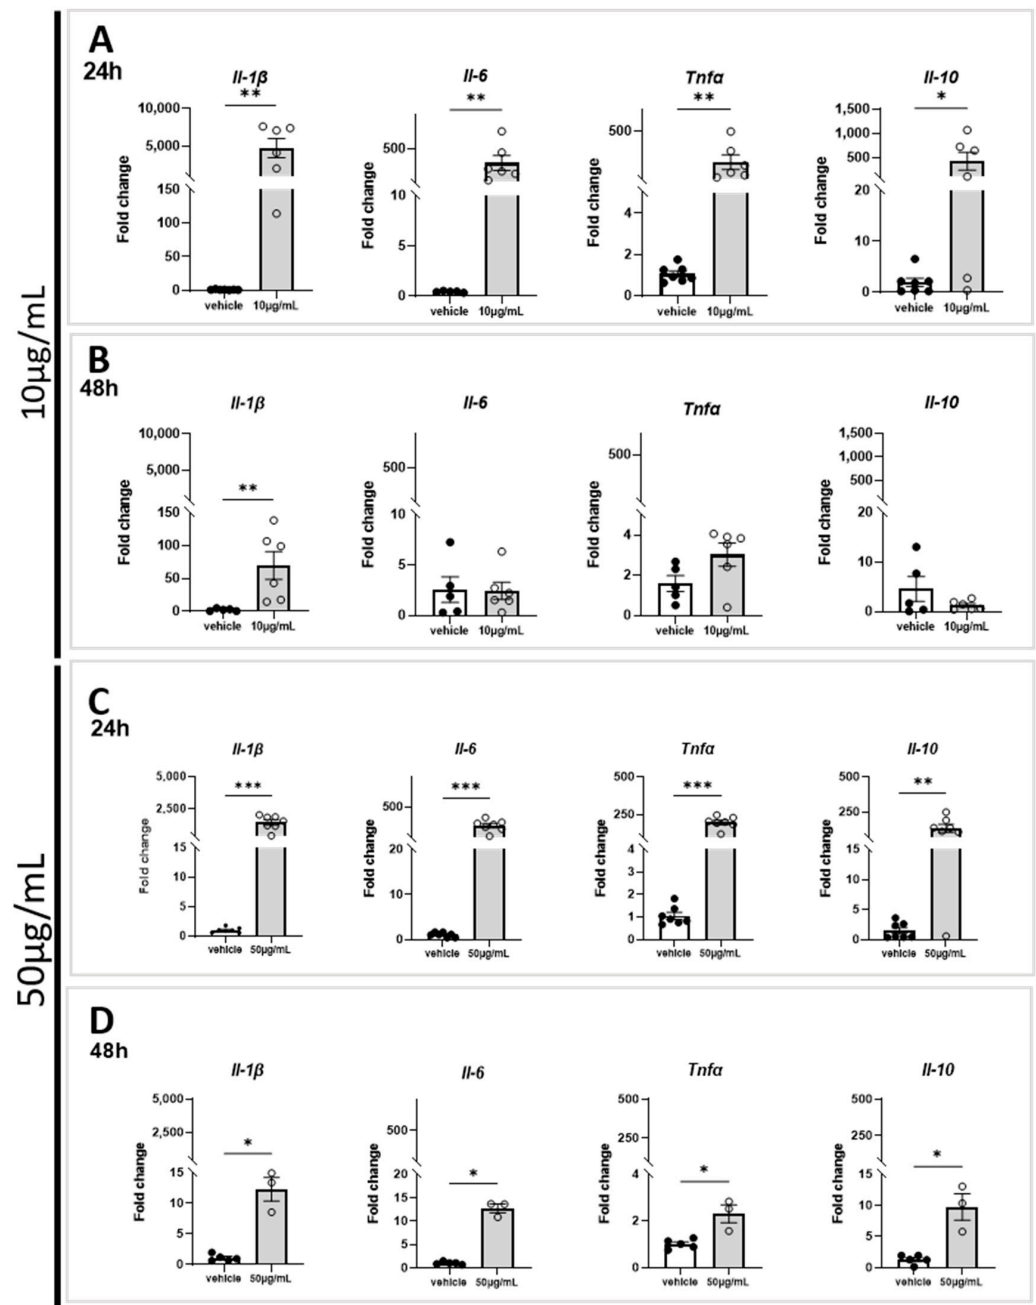 10µg/mL
A
24h
Il-1β
**
Fold change
10,000
5,000
150
100
50
0
vehicle
10µg/mL
Il-6
**
Fold change
500
10
5
0
vehicle
10µg/mL
Tnfα
**
Fold change
500
4
2
0
vehicle
10µg/mL
Il-10
*
Fold change
1,500
1,000
500
20
10
0
vehicle
10µg/mL
B
48h
Il-1β
**
Fold change
10,000
5,000
150
100
50
0
vehicle
10µg/mL
Il-6
Fold change
500
10
5
0
vehicle
10µg/mL
Tnfα
Fold change
500
4
2
0
vehicle
10µg/mL
Il-10
Fold change
1,500
1,000
500
20
10
0
vehicle
10µg/mL
50µg/mL
C
24h
Il-1β
***
Fold change
5,000
2,500
15
10
5
0
vehicle
50µg/mL
Il-6
***
Fold change
500
20
10
0
vehicle
50µg/mL
Tnfα
***
Fold change
500
250
4
3
2
1
0
vehicle
50µg/mL
Il-10
**
Fold change
500
250
15
10
5
0
vehicle
50µg/mL
D
48h
Il-1β
*
Fold change
5,000
2,500
15
10
5
0
vehicle
50µg/mL
Il-6
*
Fold change
500
20
15
10
5
0
vehicle
50µg/mL
Tnfα
*
Fold change
500
250
4
2
0
vehicle
50µg/mL
Il-10
*
Fold change
500
250
15
10
5
0
vehicle
50µg/mL